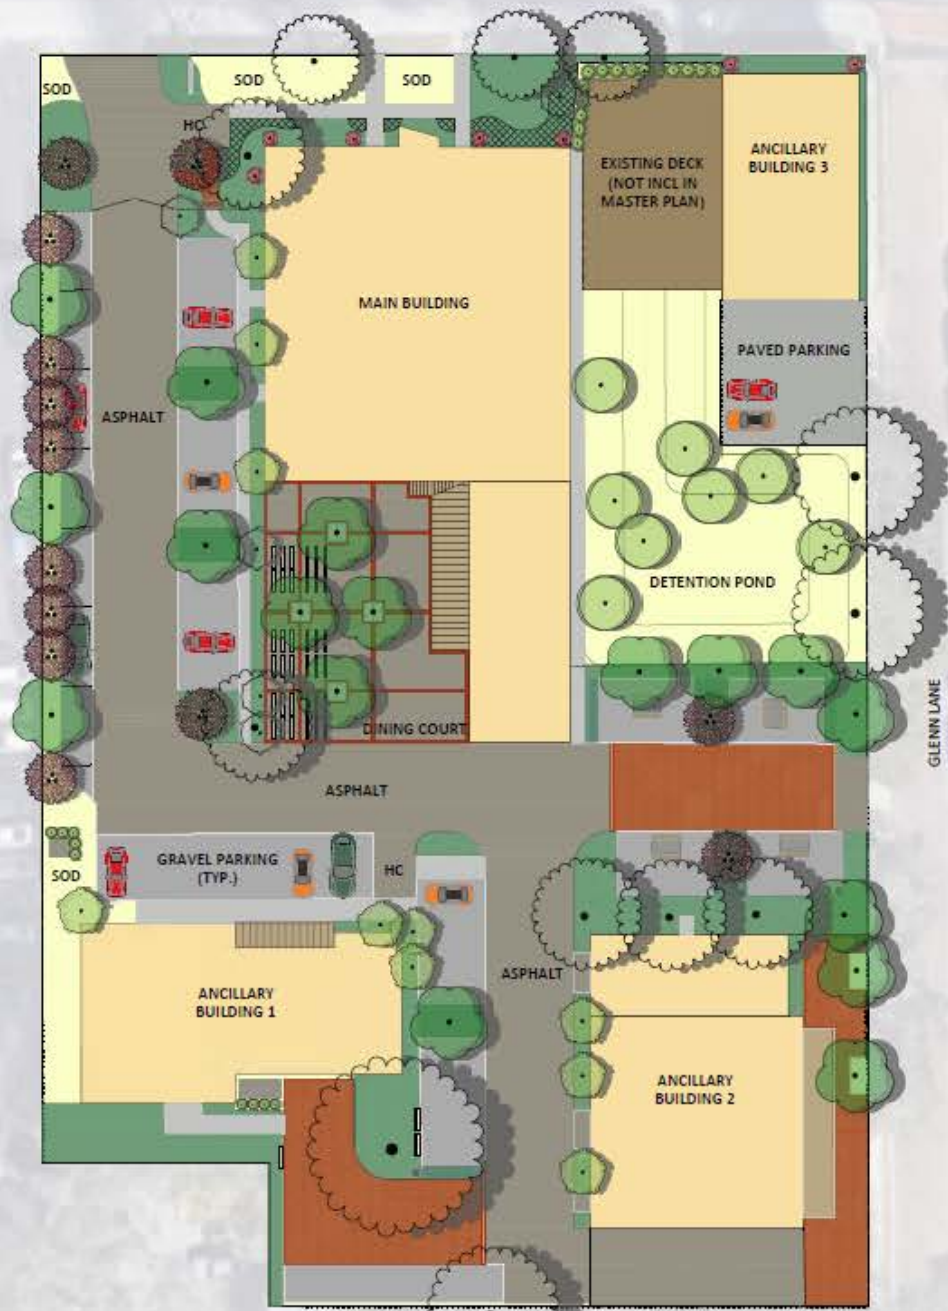 SOD
SOD
SOD
HC
EXISTING DECK
(NOT INCL IN
MASTER PLAN)
ANCILLARY
BUILDING 3
MAIN BUILDING
PAVED PARKING
ASPHALT
DETENTION POND
GLENN LANE
DINING COURT
ASPHALT
GRAVEL PARKING
(TYP.)
HC
SOD
ASPHALT
ANCILLARY
BUILDING 1
ANCILLARY
BUILDING 2